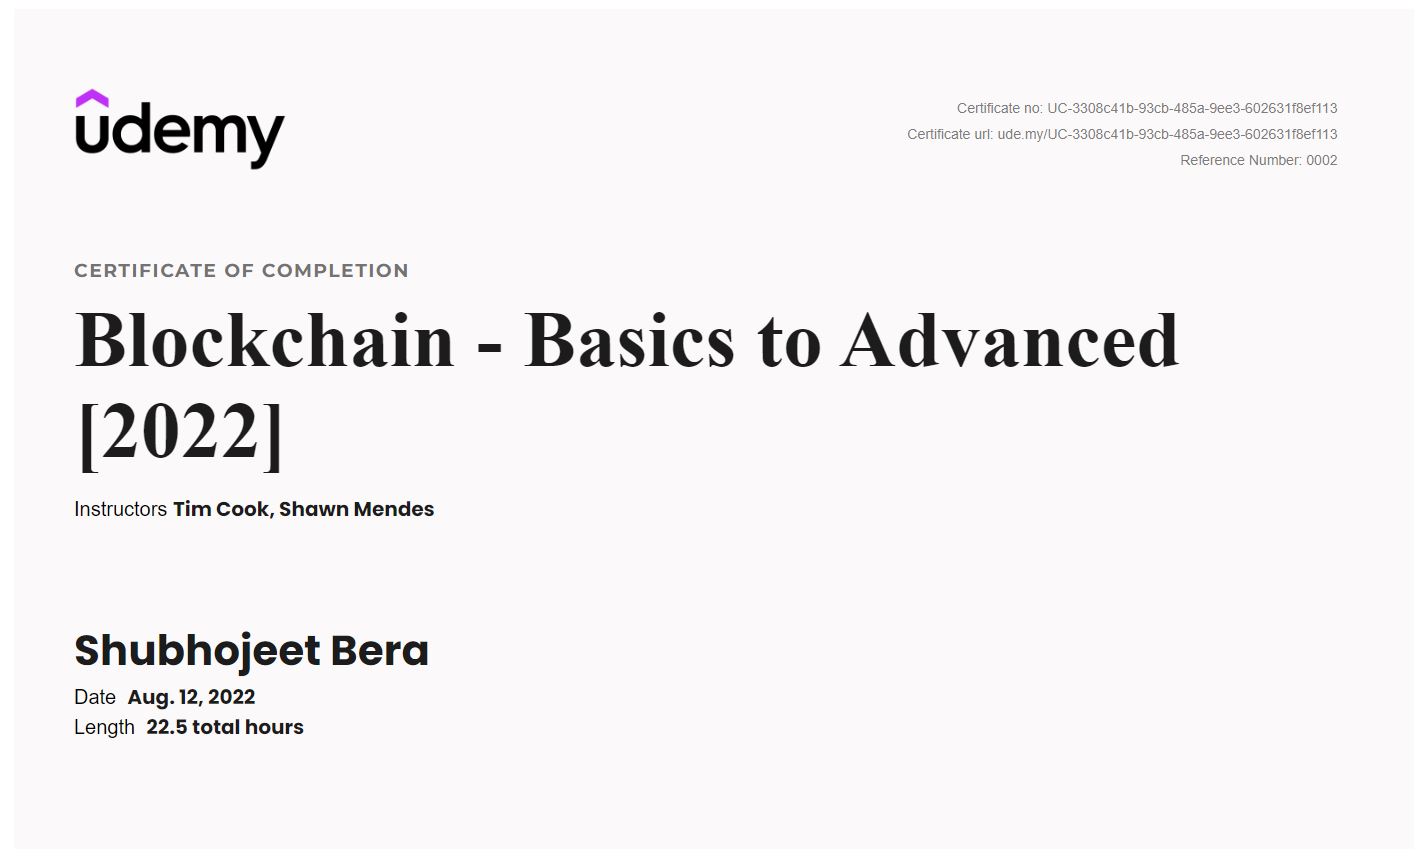 udemy
Certificate no: UC-3308c41b-93cb-485a-9ee3-602631f8ef113
Certificate url: ude.my/UC-3308c41b-93cb-485a-9ee3-602631f8ef113
Reference Number: 0002
CERTIFICATE OF COMPLETION
Blockchain - Basics to Advanced
[2022]
Instructors Tim Cook, Shawn Mendes
Shubhojeet Bera
Date Aug. 12, 2022
Length 22.5 total hours